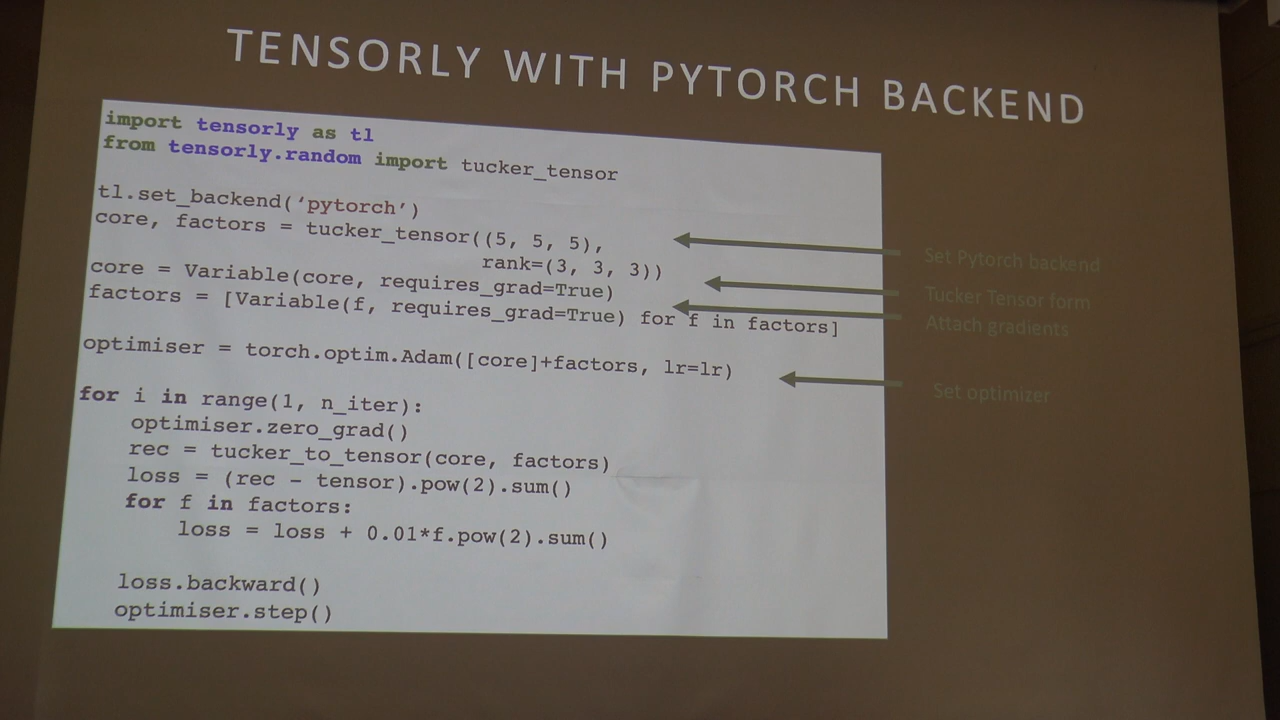 TENSORLY WITH PYTORCH BACKEND
import tensorly as tl
from tensorly.random import tucker_tensor
tl.set_backend(‘pytorch’)
core, factors = tucker_tensor((5, 5, 5),
rank=(3, 3, 3))
core = Variable(core, requires_grad=True)
factors = [Variable(f, requires_grad=True) for f in factors]
optimiser = torch.optim.Adam([core]+factors, lr=lr)
for i in range(1, n_iter):
optimiser.zero_grad()
rec = tucker_to_tensor(core, factors)
loss = (rec - tensor).pow(2).sum()
for f in factors:
loss = loss + 0.01*f.pow(2).sum()
loss.backward()
optimiser.step()
Set Pytorch backend
Tucker Tensor form
Attach gradients
Set optimizer